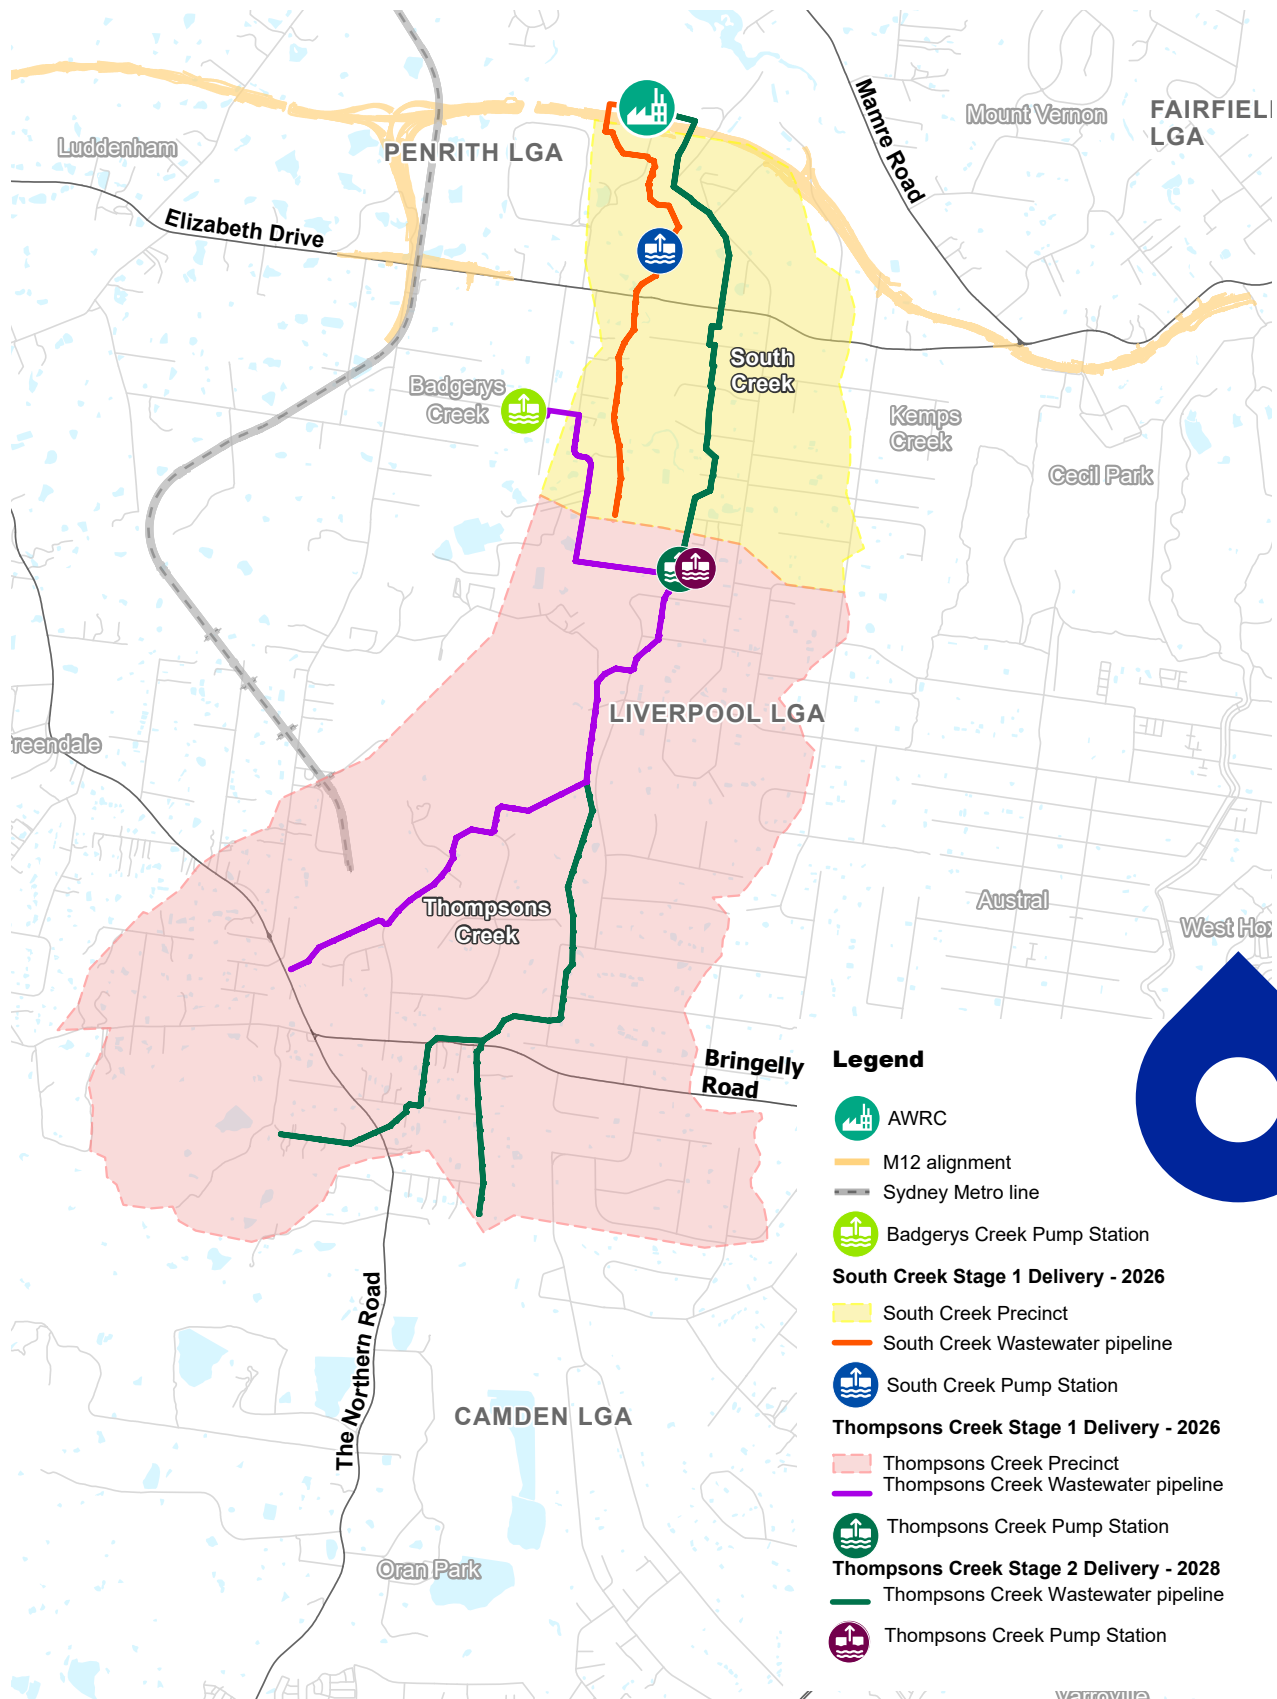 Mamre Road
Mount Vernon
FAIRFIEL
LGA
Luddenham
PENRITH LGA
Elizabeth Drive
South
Creek
Badgerys
Creek
Kemps
Creek
Cecil Park
LIVERPOOL LGA
reendale
Thompsons
Creek
Austral
West Hox
Bringelly
Road
Legend
AWRC
M12 alignment
Sydney Metro line
Badgerys Creek Pump Station
South Creek Stage 1 Delivery - 2026
South Creek Precinct
South Creek Wastewater pipeline
South Creek Pump Station
Thompsons Creek Stage 1 Delivery - 2026
Thompsons Creek Precinct
Thompsons Creek Wastewater pipeline
Thompsons Creek Pump Station
Thompsons Creek Stage 2 Delivery - 2028
Thompsons Creek Wastewater pipeline
Thompsons Creek Pump Station
The Northern Road
CAMDEN LGA
Oran Park
Varroville